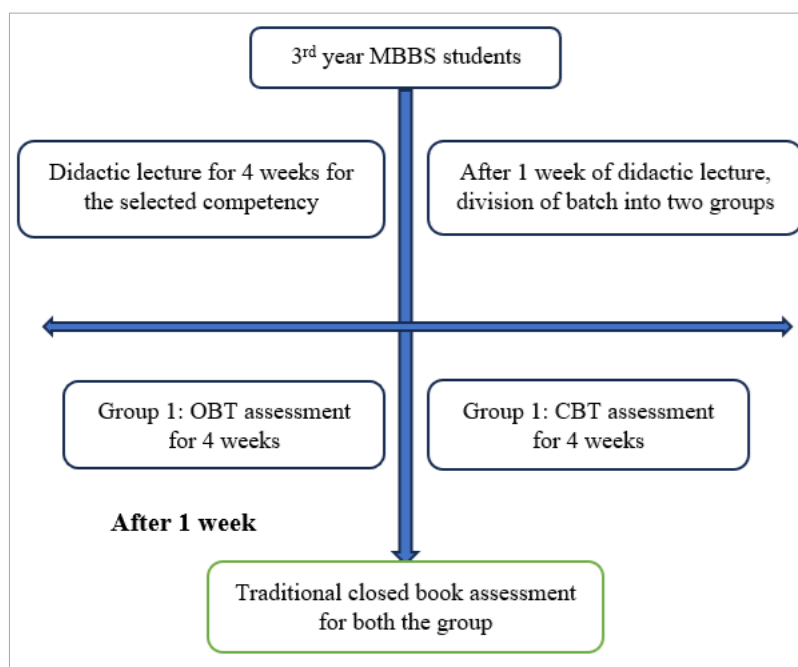 3rd year MBBS students
Didactic lecture for 4 weeks for
the selected competency
After 1 week of didactic lecture,
division of batch into two groups
Group 1: OBT assessment
for 4 weeks
Group 1: CBT assessment
for 4 weeks
After 1 week
Traditional closed book assessment
for both the group